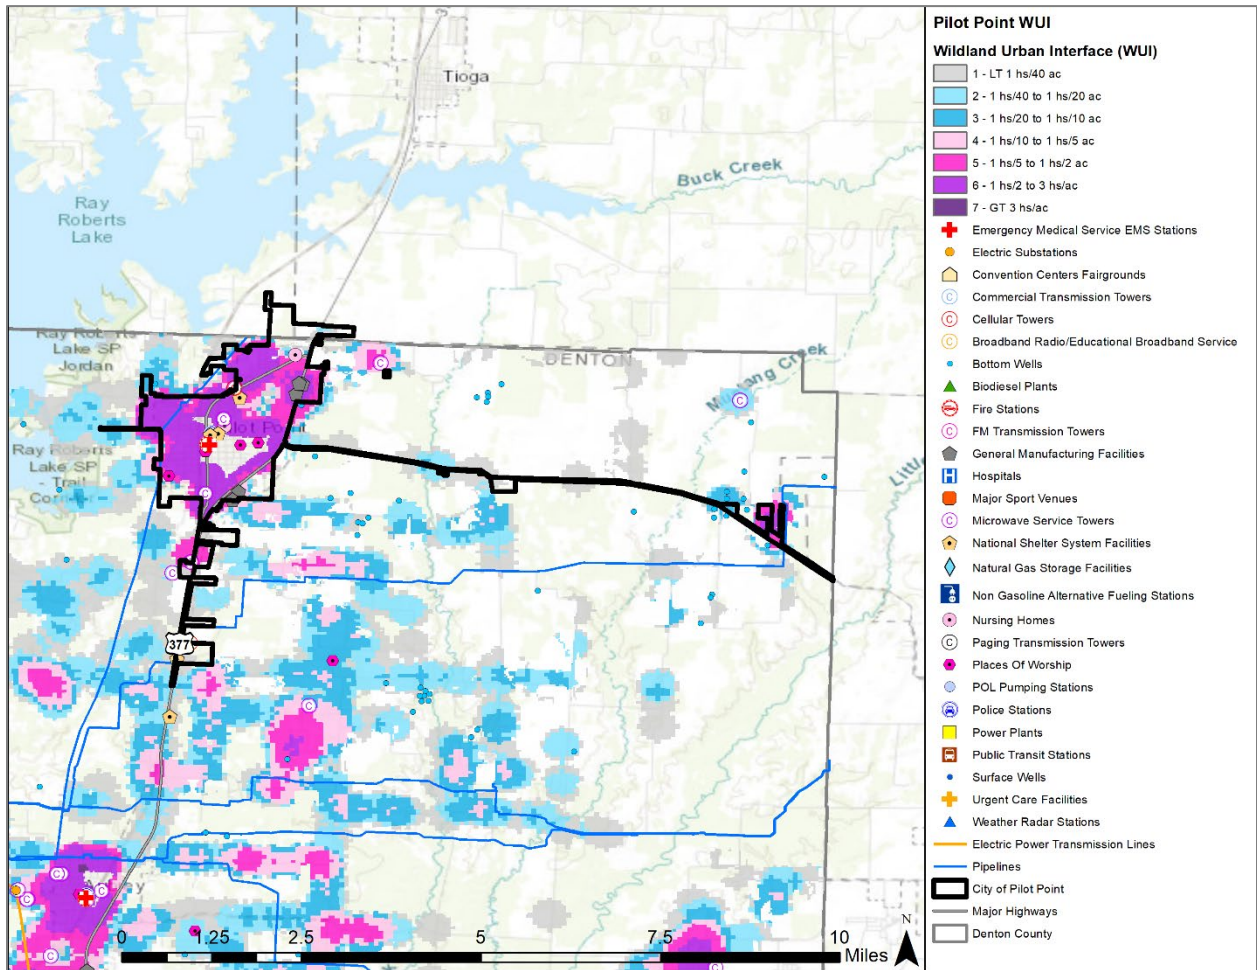 Tioga
Buck Creek
Ray
Roberts
Lake
Ray Roberts
Lake SP
Jordan
DENTON
Mustang Creek
Pilot Point
Ray Roberts
Lake SP
- Trail
377
0
1.25
2.5
5
7.5
10
Miles
N
Pilot Point WUI
Wildland Urban Interface (WUI)
1 - LT 1 hs/40 ac
2 - 1 hs/40 to 1 hs/20 ac
3 - 1 hs/20 to 1 hs/10 ac
4 - 1 hs/10 to 1 hs/5 ac
5 - 1 hs/5 to 1 hs/2 ac
6 - 1 hs/2 to 3 hs/ac
7 - GT 3 hs/ac
Emergency Medical Service EMS Stations
Electric Substations
Convention Centers Fairgrounds
C Commercial Transmission Towers
C Cellular Towers
C Broadband Radio/Educational Broadband Service
Bottom Wells
Biodiesel Plants
Fire Stations
C FM Transmission Towers
General Manufacturing Facilities
H Hospitals
Major Sport Venues
C Microwave Service Towers
National Shelter System Facilities
Natural Gas Storage Facilities
Non Gasoline Alternative Fueling Stations
Nursing Homes
C Paging Transmission Towers
Places Of Worship
POL Pumping Stations
Police Stations
Power Plants
Public Transit Stations
Surface Wells
Urgent Care Facilities
Weather Radar Stations
Electric Power Transmission Lines
Pipelines
City of Pilot Point
Major Highways
Denton County